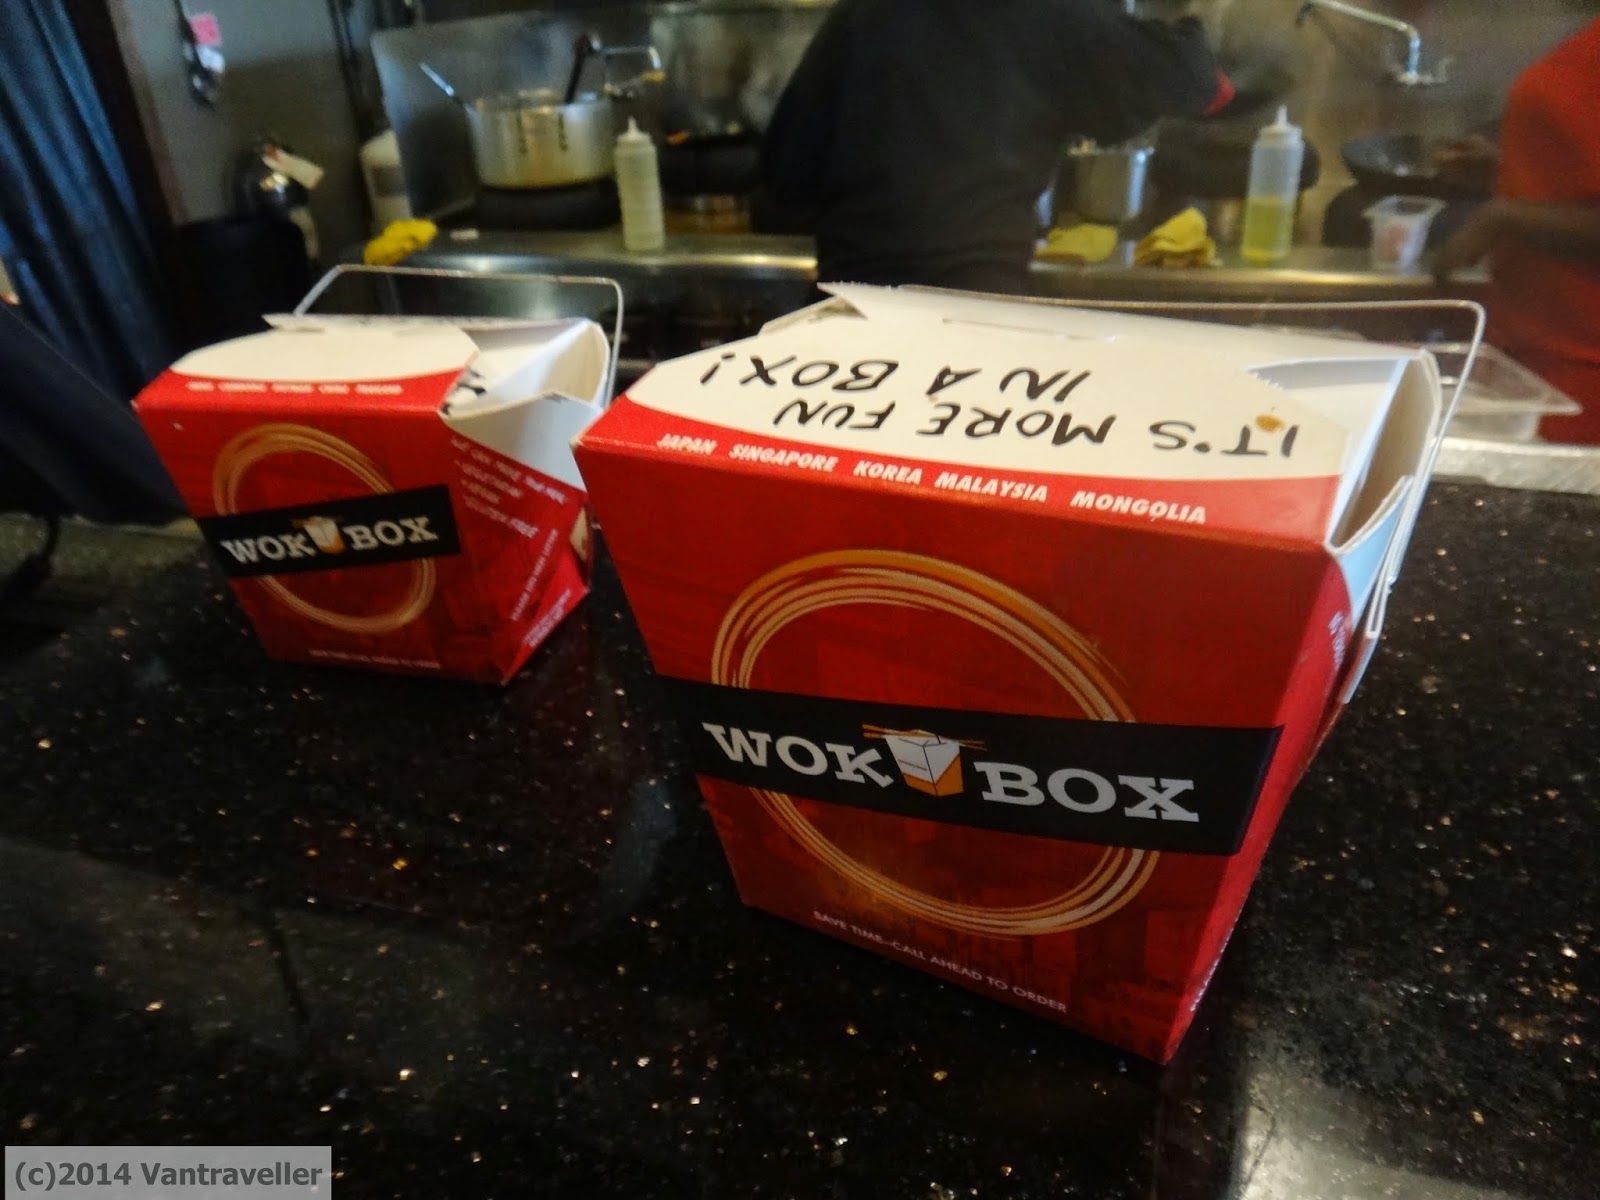 IT'S MORE FUN
IN A BOX!
JAPAN SINGAPORE KOREA MALAYSIA MONGOLIA
WOK BOX
SAVE TIME–CALL AHEAD TO ORDER
WOK BOX
(c)2014 Vantraveller